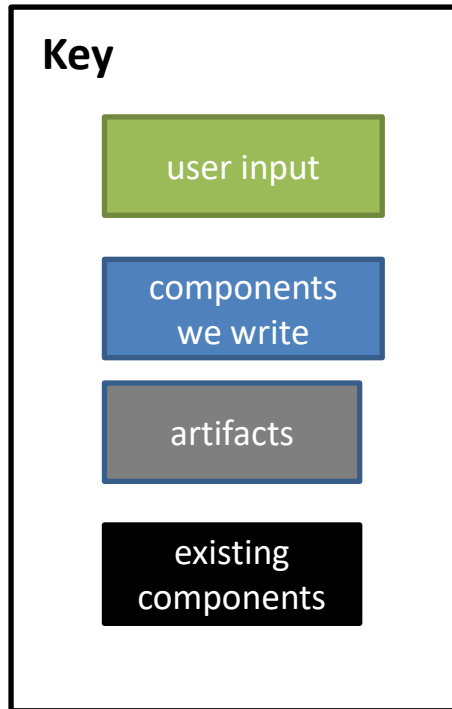 Key
user input
components
we write
artifacts
existing
components